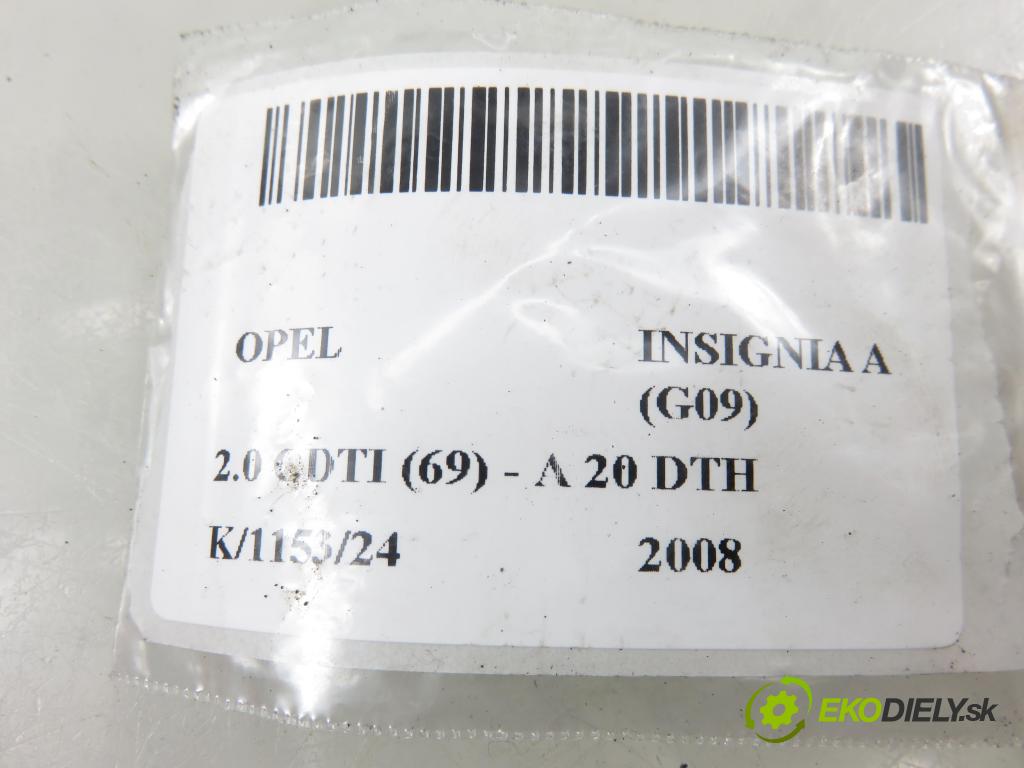 OPEL INSIGNIA A
(G09)
2.0 CDTI (69) - A 20 DTH
K/1153/24 2008
EKODIELY.sk